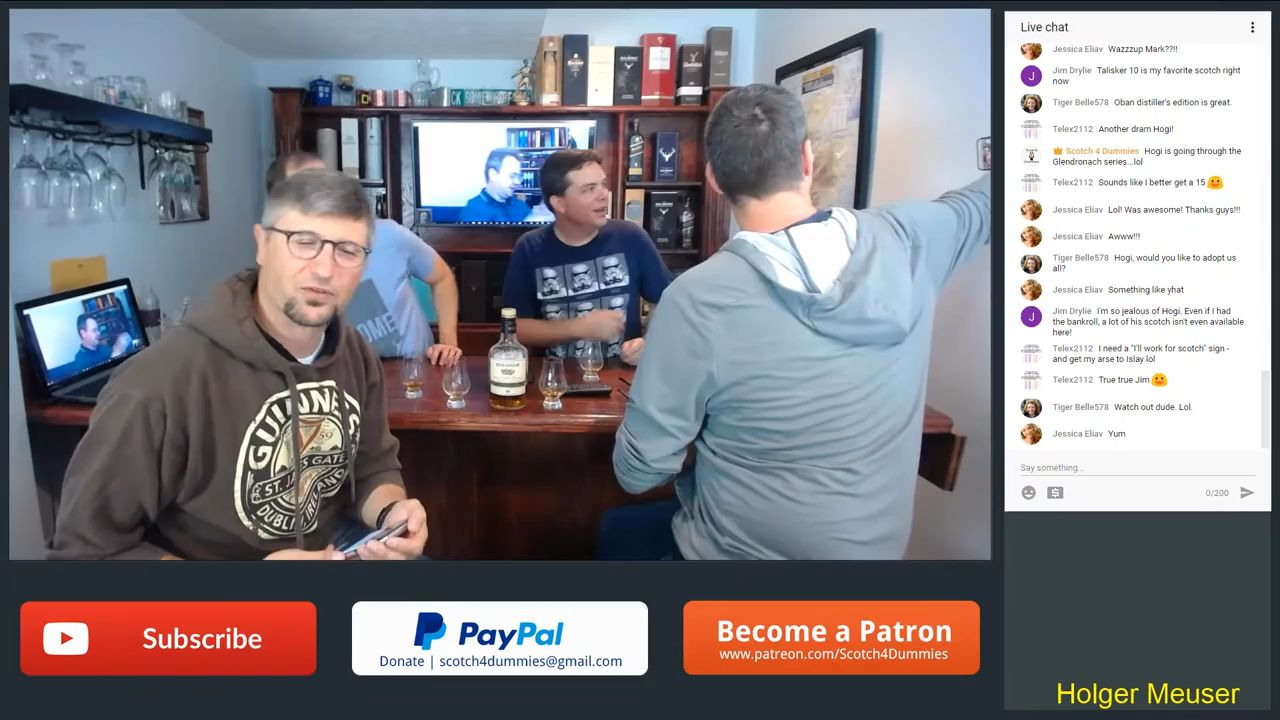 CK SOMEWHERE
GUINNESS
ST. JAMES GATE
DUBLIN IRELAND
Live chat
Jessica Eliav Wazzzup Mark??!!
J
Jim Drylie Talisker 10 is my favorite scotch right
now
Tiger Belle578 Oban distiller's edition is great.
Telex2112 Another dram Hogi!
Scotch 4 Dummies Hogi is going through the
Glendronach series...lol
Telex2112 Sounds like I better get a 15
Jessica Eliav Lol! Was awesome! Thanks guys!!!
Jessica Eliav Awww!!!
Tiger Belle578 Hogi, would you like to adopt us
all?
Jessica Eliav Something like yhat
J
Jim Drylie I'm so jealous of Hogi. Even if I had
the bankroll, a lot of his scotch isn't even available
here!
Telex2112 I need a "I'll work for scotch" sign -
and get my arse to Islay lol
Telex2112 True true Jim
Tiger Belle578 Watch out dude. Lol.
Jessica Eliav Yum
Say something...
0/200
Subscribe
PayPal
Donate | scotch4dummies@gmail.com
Become a Patron
www.patreon.com/Scotch4Dummies
Holger Meuser